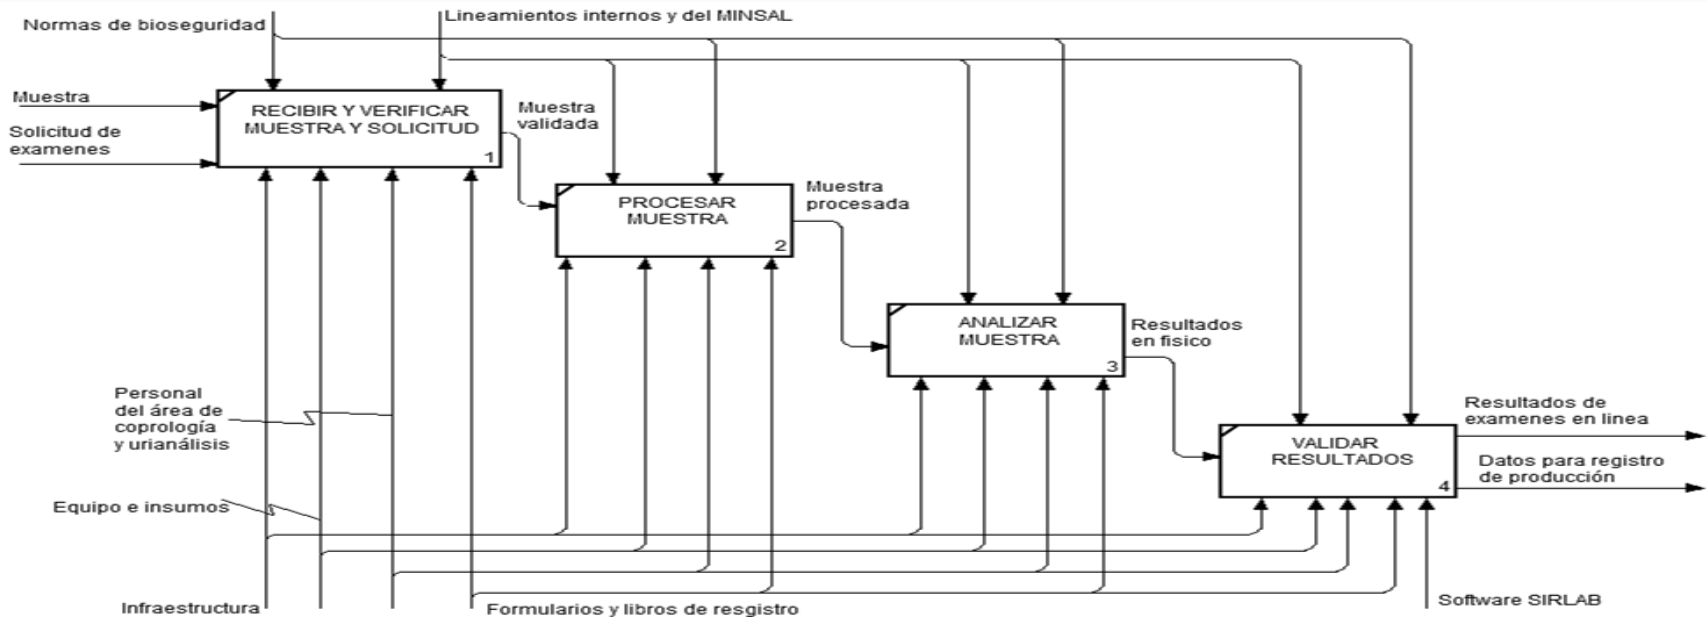 Lineamientos internos y del MINSAL
Normas de bioseguridad
Muestra
Solicitud de
examenes
RECIBIR Y VERIFICAR
MUESTRA Y SOLICITUD
1
Muestra
validada
PROCESAR
MUESTRA
2
Muestra
procesada
ANALIZAR
MUESTRA
3
Resultados
en fisico
VALIDAR
RESULTADOS
4
Resultados de
examenes en linea
Datos para registro
de producción
Personal
del área de
coprología
y urianálisis
Equipo e insumos
Infraestructura
Formularios y libros de resgistro
Software SIRLAB